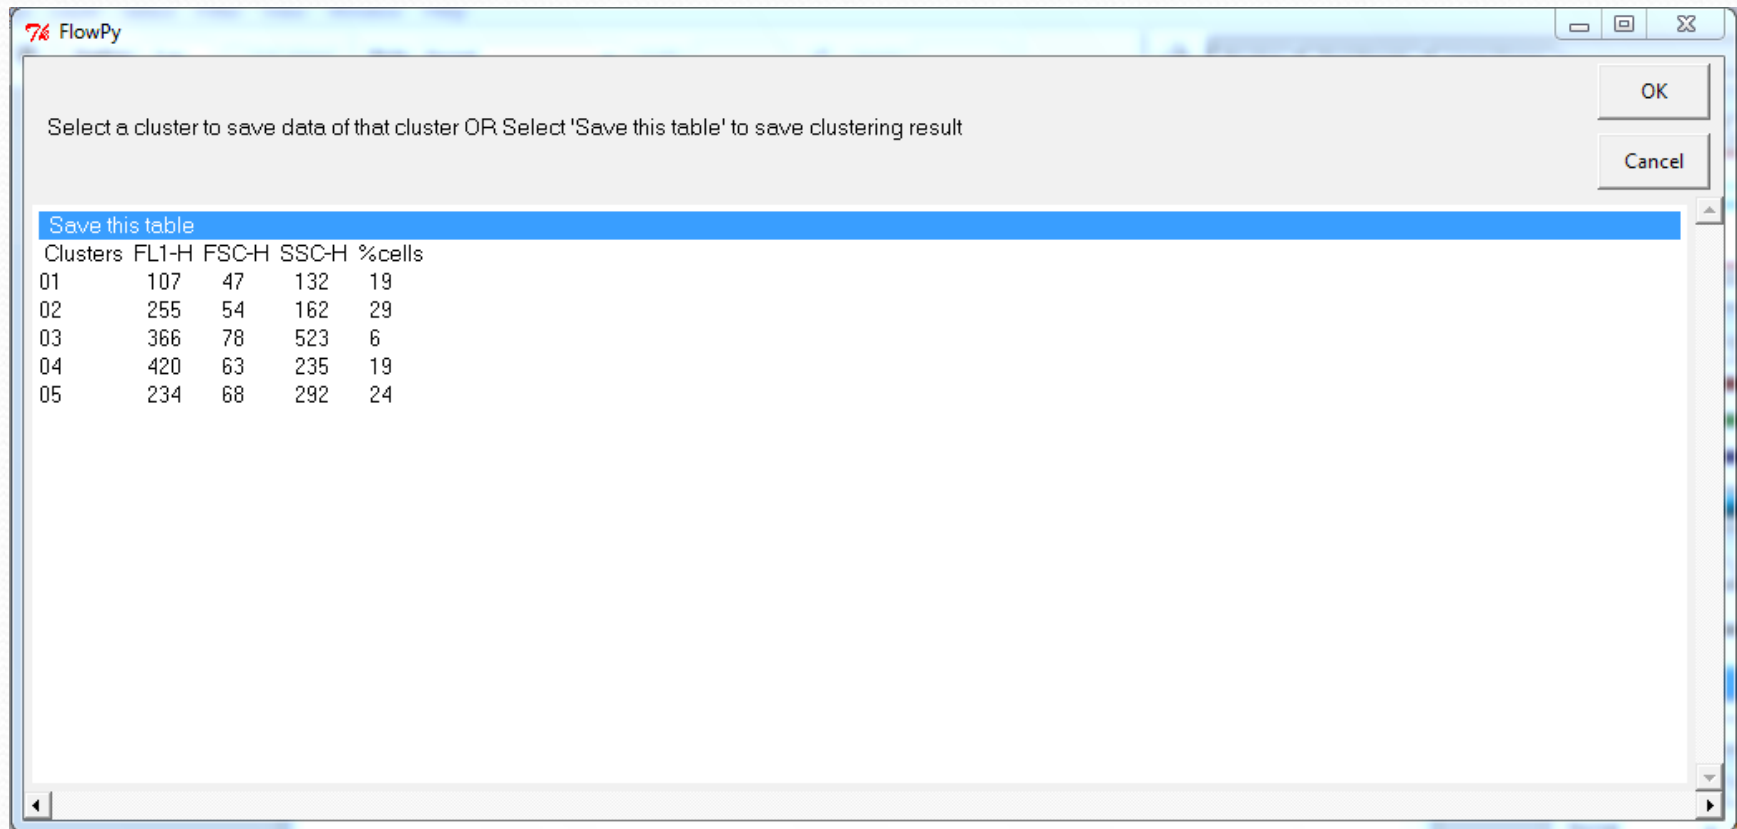 FlowPy
OK
Select a cluster to save data of that cluster OR Select 'Save this table' to save clustering result
Cancel
Save this table
Clusters FL1-H FSC-H SSC-H %cells
01 107 47 132 19
02 255 54 162 29
03 366 78 523 6
04 420 63 235 19
05 234 68 292 24